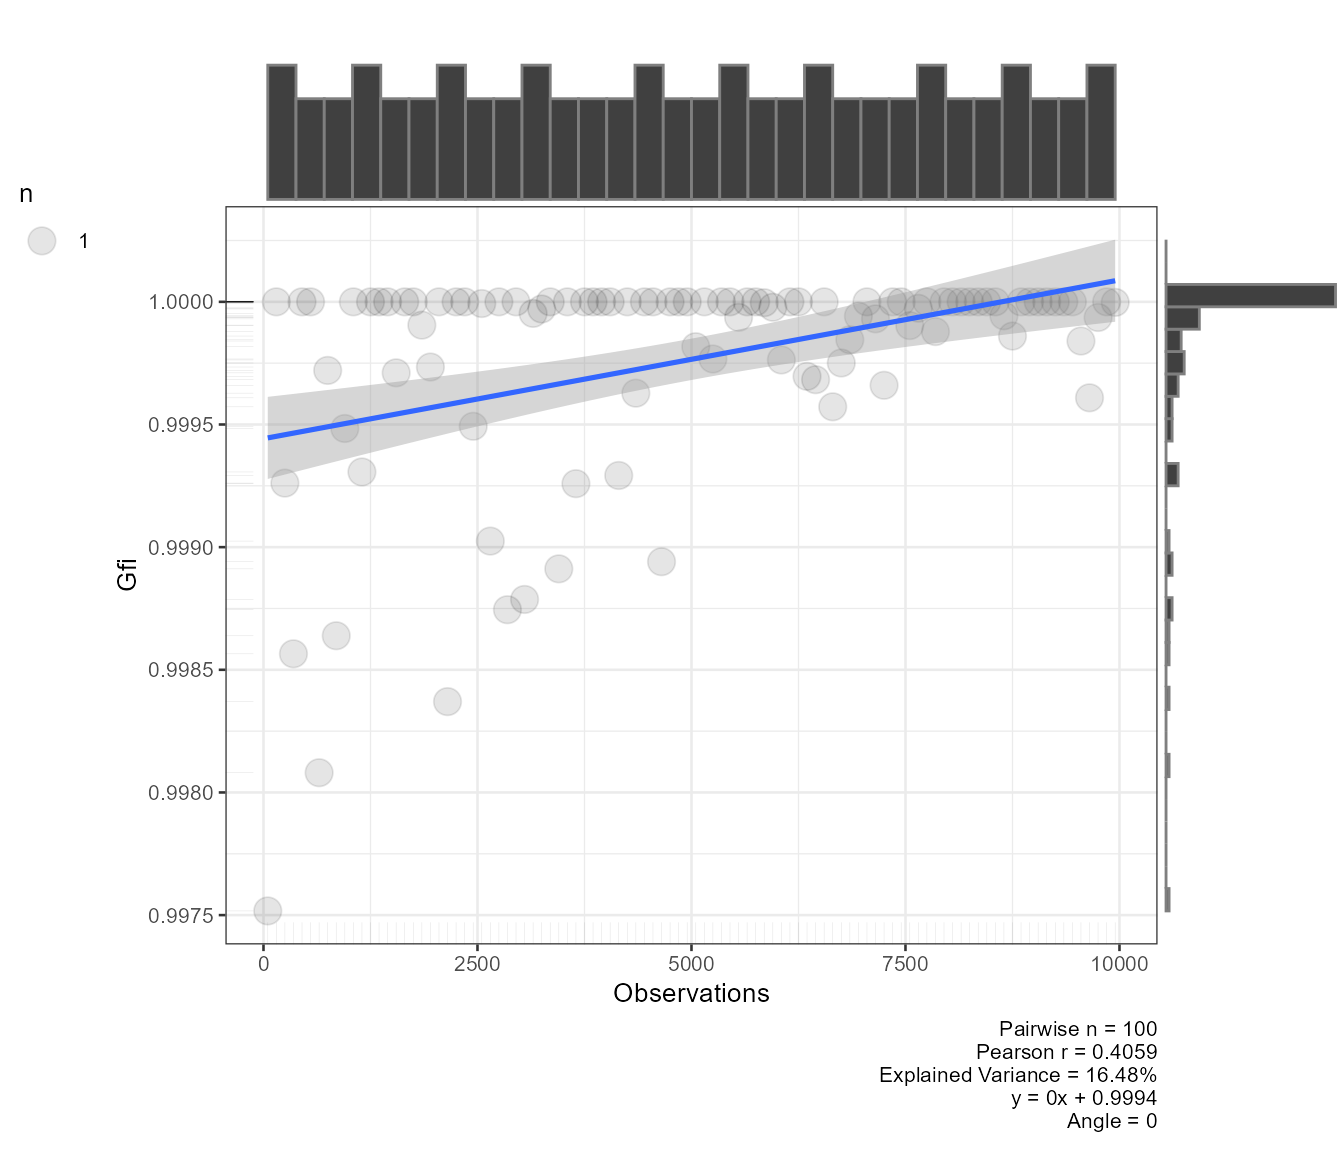 n
1
1.0000
0.9995
0.9990
0.9985
0.9980
0.9975
Gfi
0 2500 5000 7500 10000
Observations
Pairwise n = 100
Pearson r = 0.4059
Explained Variance = 16.48%
y = 0x + 0.9994
Angle = 0